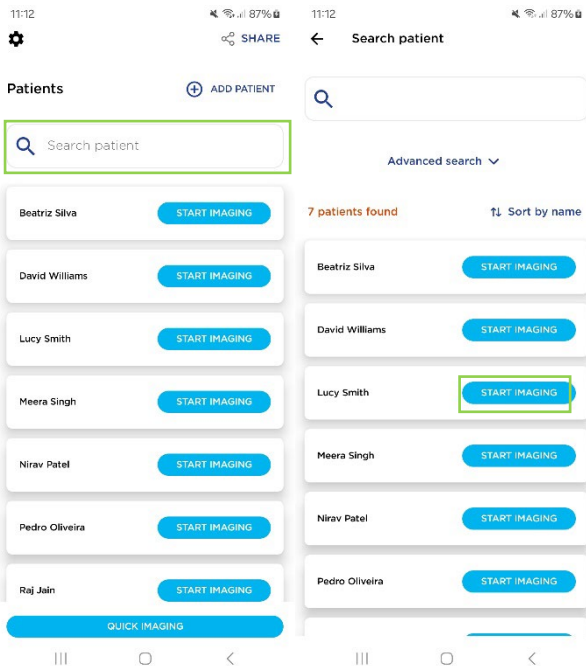 11:12
87%
SHARE
Patients
ADD PATIENT
Search patient
Beatriz Silva
START IMAGING
David Williams
START IMAGING
Lucy Smith
START IMAGING
Meera Singh
START IMAGING
Nirav Patel
START IMAGING
Pedro Oliveira
START IMAGING
Raj Jain
START IMAGING
QUICK IMAGING
11:12
87%
Search patient
Advanced search
7 patients found
Sort by name
Beatriz Silva
START IMAGING
David Williams
START IMAGING
Lucy Smith
START IMAGING
Meera Singh
START IMAGING
Nirav Patel
START IMAGING
Pedro Oliveira
START IMAGING